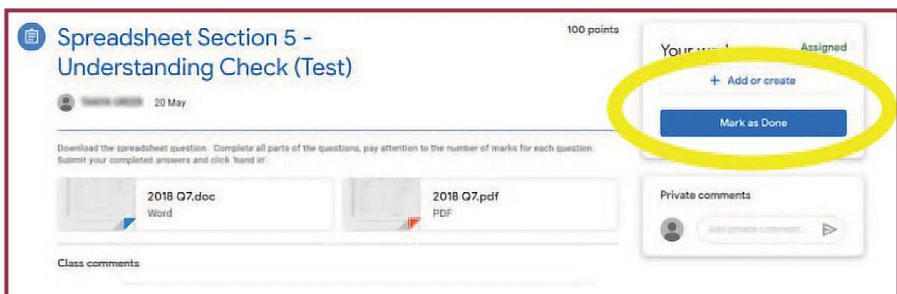 Spreadsheet Section 5 -
Understanding Check (Test)
100 points
20 May
Download the spreadsheet question. Complete all parts of the questions, pay attention to the number of marks for each question.
Submit your completed answers and click 'hand in'.
2018 Q7.doc
Word
2018 Q7.pdf
PDF
Class comments
Your work
Assigned
+ Add or create
Mark as Done
Private comments
Add private comment...